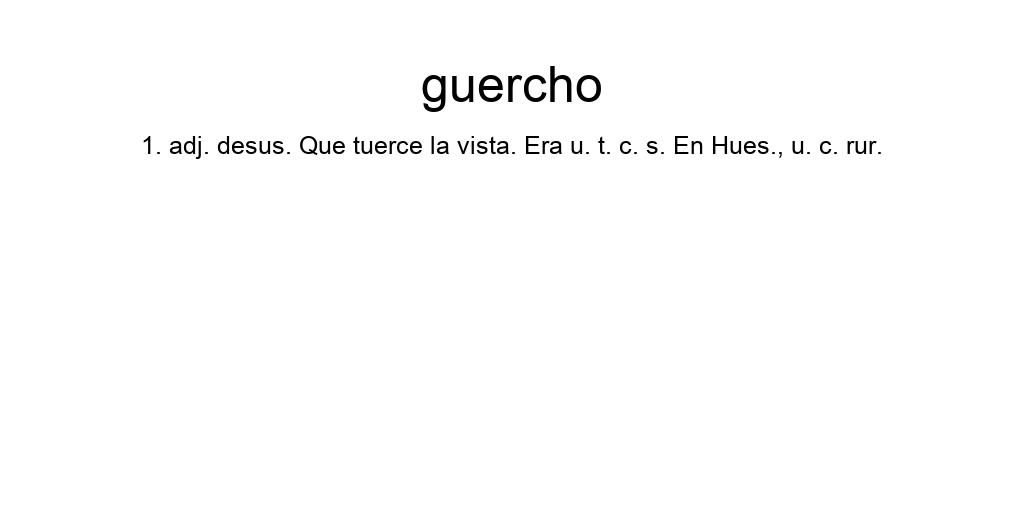 guercho
1. adj. desus. Que tuerce la vista. Era u. t. c. s. En Hues., u. c. rur.